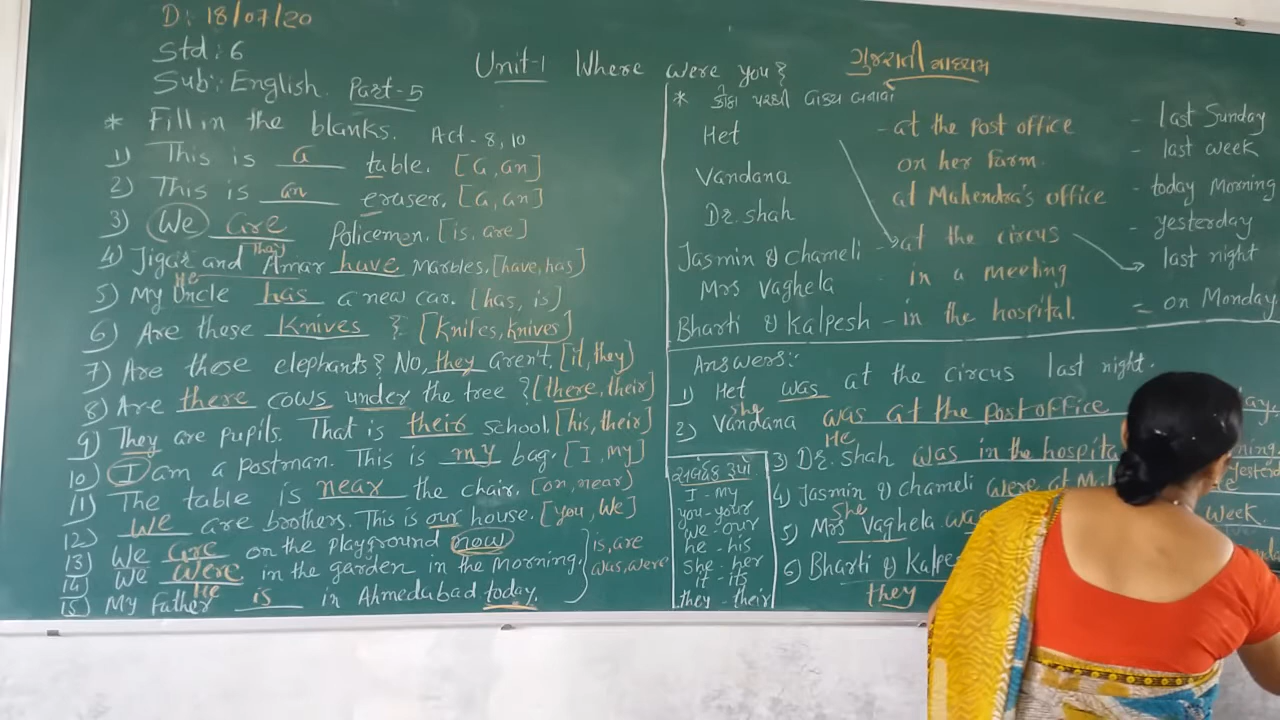 D: 18/07/20
Std: 6
Sub: English Part-5
Unit-1 Where were you?
ગુજરાતી માધ્યમ
* Fill in the blanks. Act - 8, 10
1) This is a table. [a, an]
2) This is an eraser. [a, an]
3) We are Policemen. [is, are]
They
4) Jigar and Amar have marbles. [have, has]
He
5) My Uncle has a new car. [has, is]
6) Are these Knives ? [knifes, knives]
7) Are those elephants? No, they aren't. [it, they]
8) Are there cows under the tree ? [there, their]
9) They are pupils. That is their school. [his, their]
10) I am a postman. This is my bag. [I, my]
11) The table is near the chair. [on, near]
12) We are brothers. This is our house. [you, We]
13) We are on the playground now
14) We were in the garden in the morning.
is, are
was, were
He
15) My Father is in Ahmedabad today.
* કોઠા પરથી વાક્ય બનાવો
Het - at the post office - last Sunday
Vandana on her farm. - last week
Dr. Shah at Mahendra's office - today Morning
Jasmin & Chameli - at the circus - yesterday
Mrs Vaghela - in a meeting last night
Bharti & Kalpesh - in the hospital. = on Monday
Answers:
1) Het was at the circus last night.
she
2) Vandana was at the post office
He
3) Dr. Shah was in the hospita
4) Jasmin & Chameli were at
She
5) Mrs Vaghela
Week
6) Bharti & Kalpe
they
I - my
you - your
we - our
he - his
she - her
it - its
they - their